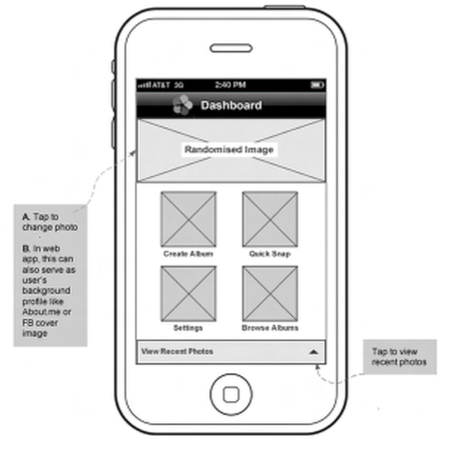 AT&T 3G 2:40 PM
Dashboard
Randomised Image
Create Album Quick Snap
Settings Browse Albums
View Recent Photos
A. Tap to
change photo
B. In web
app, this can
also serve as
user's
background
profile like
About.me or
FB cover
image
Tap to view
recent photos